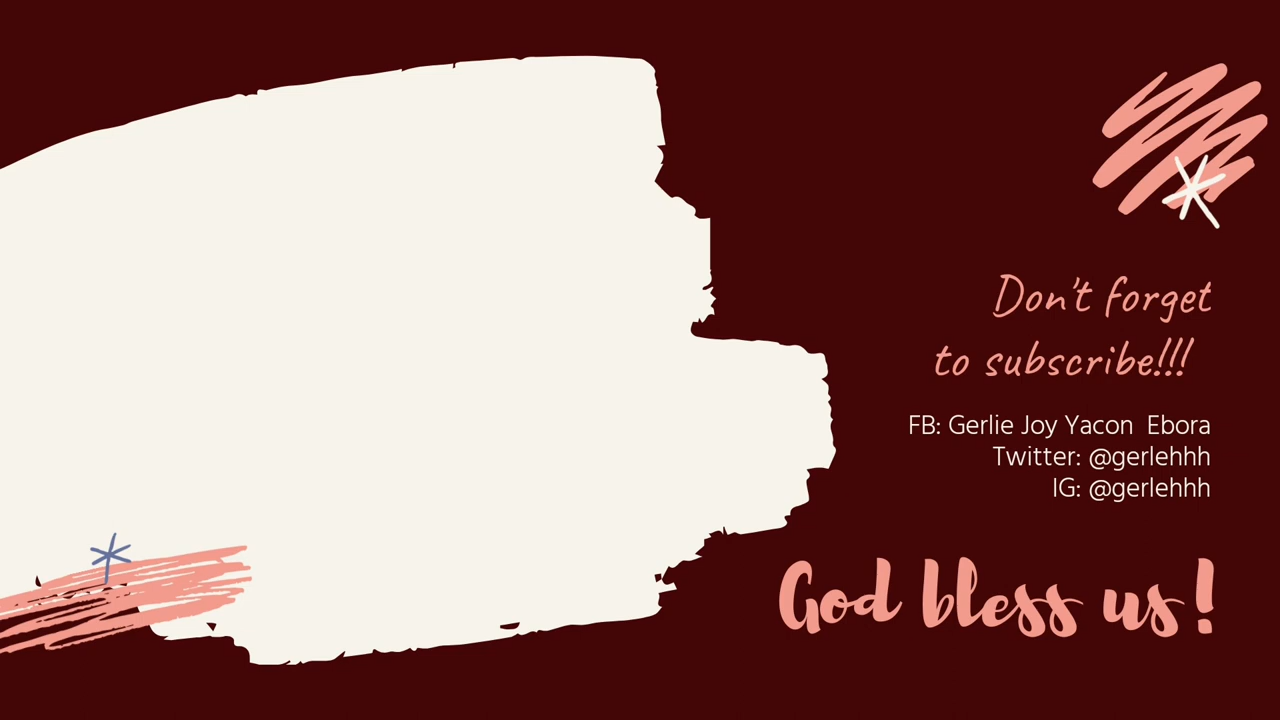 Don't forget
to subscribe!!!
FB: Gerlie Joy Yacon  Ebora
Twitter: @gerlehhh
IG: @gerlehhh
God bless us!